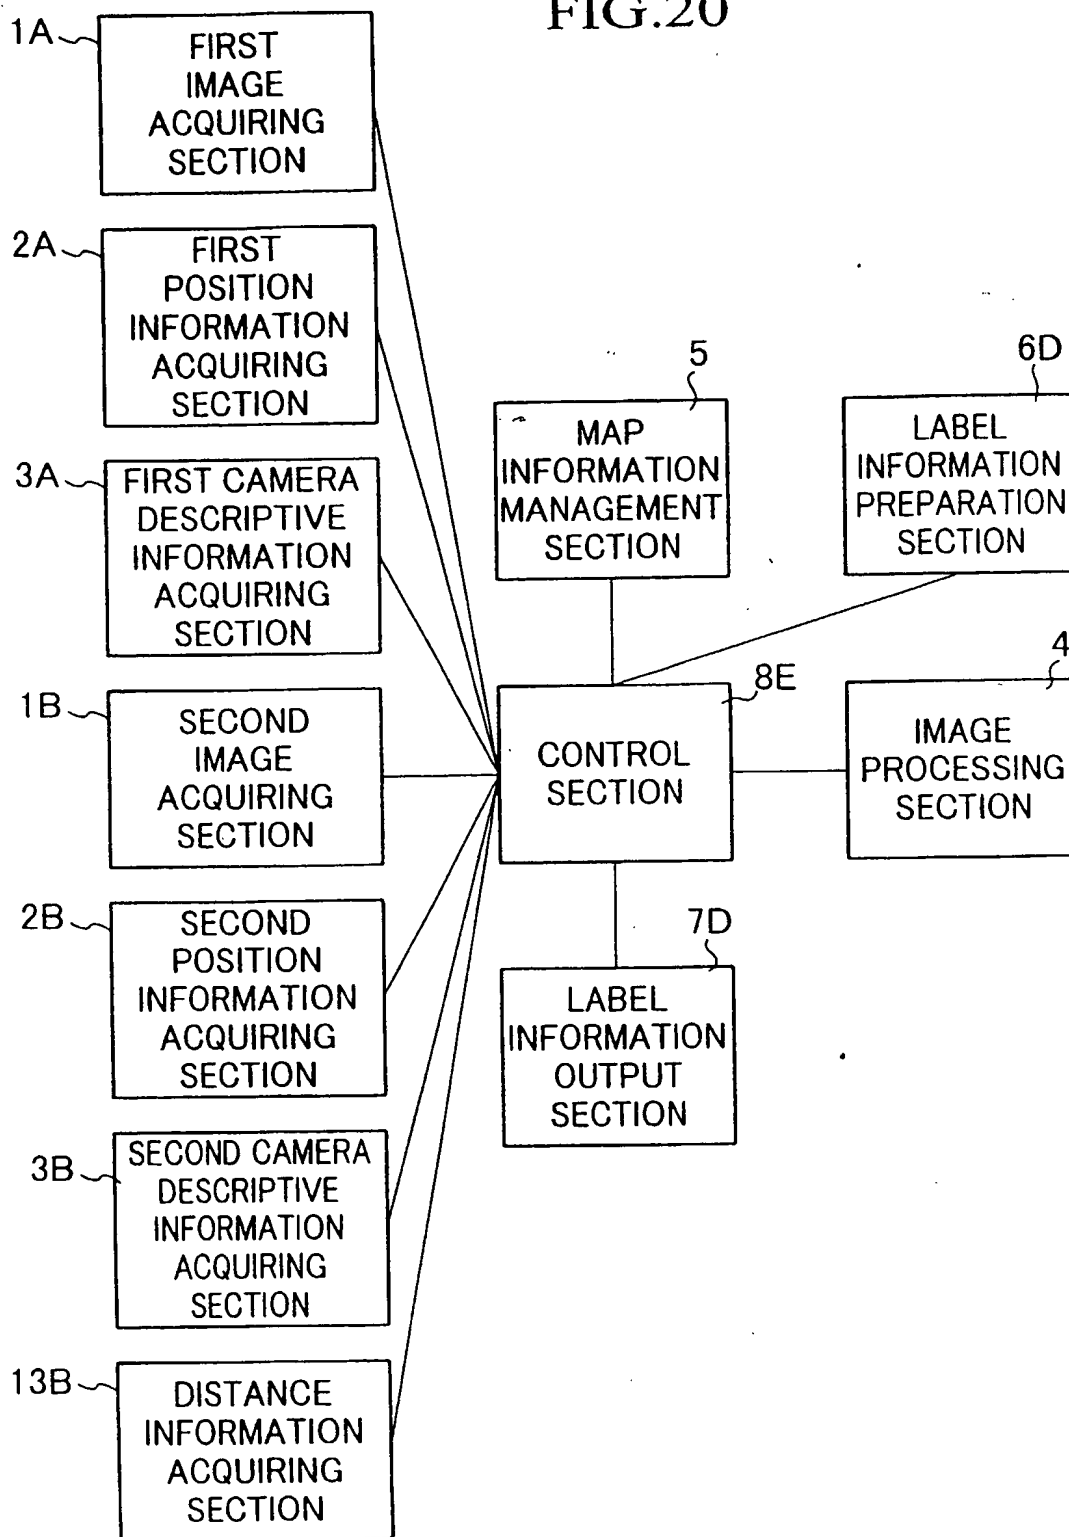 FIG.20
1A
FIRST
IMAGE
ACQUIRING
SECTION
2A
FIRST
POSITION
INFORMATION
ACQUIRING
SECTION
3A
FIRST CAMERA
DESCRIPTIVE
INFORMATION
ACQUIRING
SECTION
1B
SECOND
IMAGE
ACQUIRING
SECTION
2B
SECOND
POSITION
INFORMATION
ACQUIRING
SECTION
3B
SECOND CAMERA
DESCRIPTIVE
INFORMATION
ACQUIRING
SECTION
13B
DISTANCE
INFORMATION
ACQUIRING
SECTION
5
MAP
INFORMATION
MANAGEMENT
SECTION
6D
LABEL
INFORMATION
PREPARATION
SECTION
8E
CONTROL
SECTION
4
IMAGE
PROCESSING
SECTION
7D
LABEL
INFORMATION
OUTPUT
SECTION